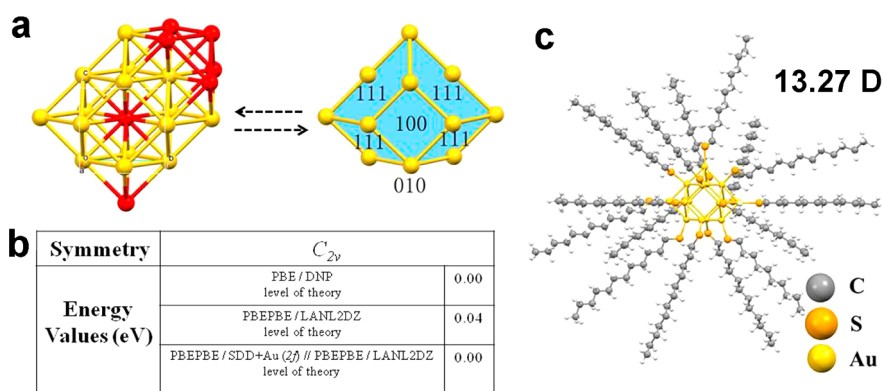 a
c
b
a
b
111
111
100
111
111
010
b
Symmetry
C2v
Energy
Values (eV)
PBE / DNP
level of theory
0.00
PBEPBE / LANL2DZ
level of theory
0.04
PBEPBE / SDD+Au (2f) // PBEPBE / LANL2DZ
level of theory
0.00
c
13.27 D
C
S
Au